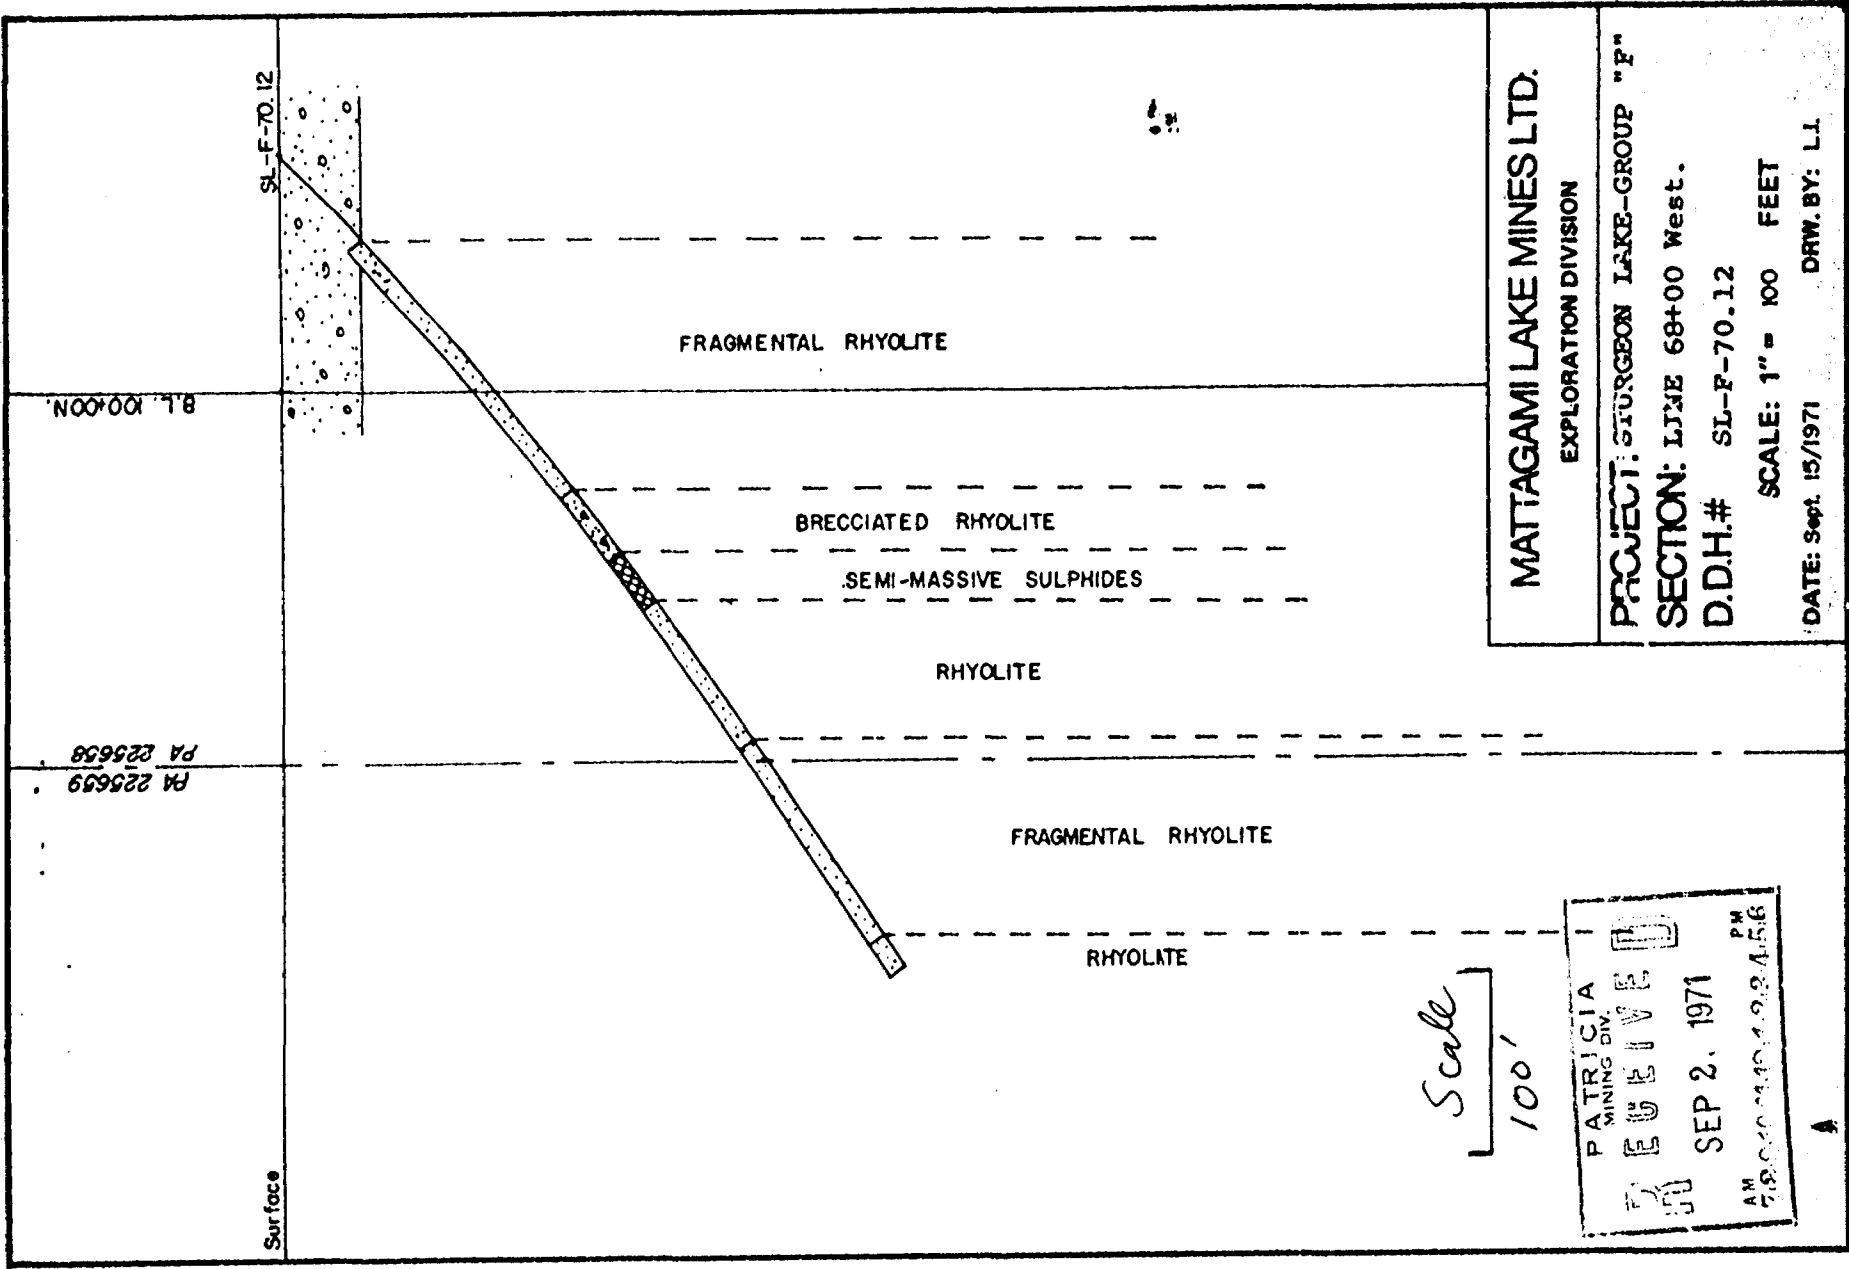 SL-F-70.12
B.L. 100+00N.
PA 225658
PA 225659
Surface
FRAGMENTAL RHYOLITE
BRECCIATED RHYOLITE
SEMI-MASSIVE SULPHIDES
RHYOLITE
FRAGMENTAL RHYOLITE
RHYOLITE
MATTAGAMI LAKE MINES LTD.
EXPLORATION DIVISION
PROJECT: STURGEON LAKE-GROUP "F"
SECTION: LINE 68+00 West.
D.D.H.# SL-F-70.12
SCALE: 1" = 100 FEET
DATE: Sept. 15/1971 DRW. BY: L.I.
Scale
100'
PATRICIA
MINING DIV.
RECEIVED
SEP 2. 1971
AM PM